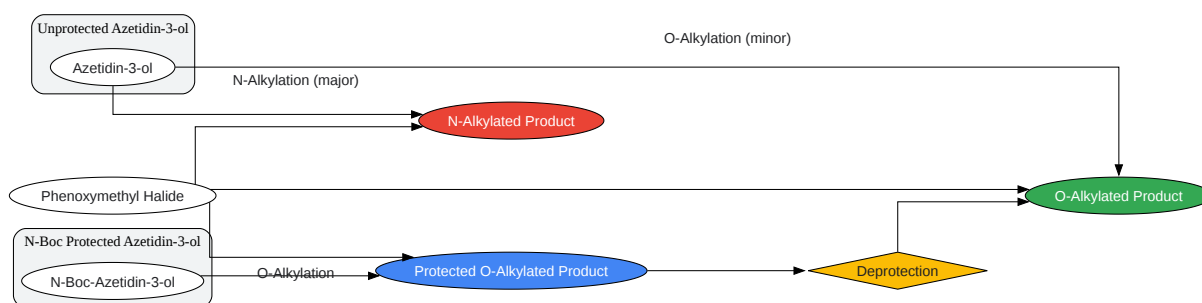 Unprotected Azetidin-3-ol
Azetidin-3-ol
O-Alkylation (minor)
N-Alkylation (major)
N-Alkylated Product
Phenoxymethyl Halide
O-Alkylated Product
N-Boc Protected Azetidin-3-ol
N-Boc-Azetidin-3-ol
O-Alkylation
Protected O-Alkylated Product
Deprotection